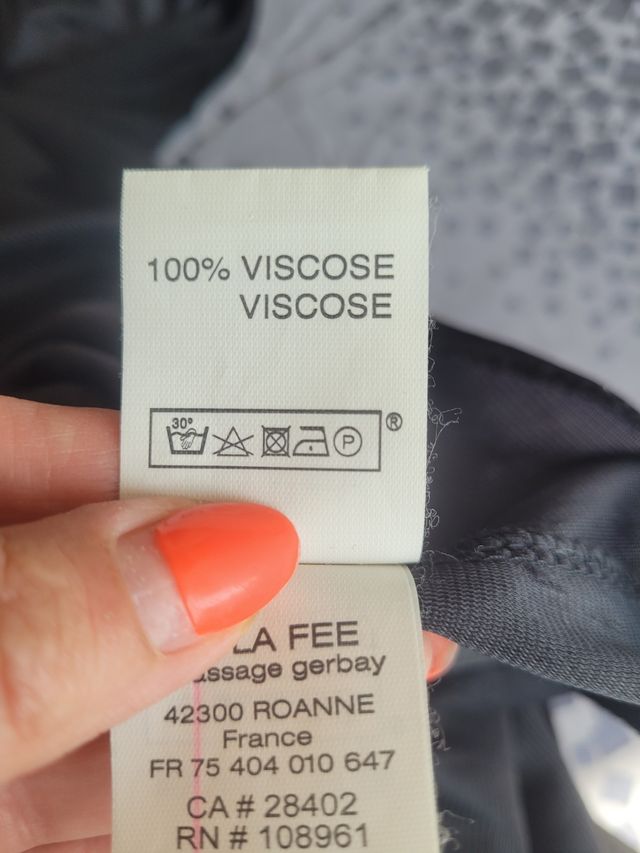 100% VISCOSE
VISCOSE
30°
P
®
LA FEE
gerbay
42300 ROANNE
France
FR 75 404 010 647
CA # 28402
RN # 108961